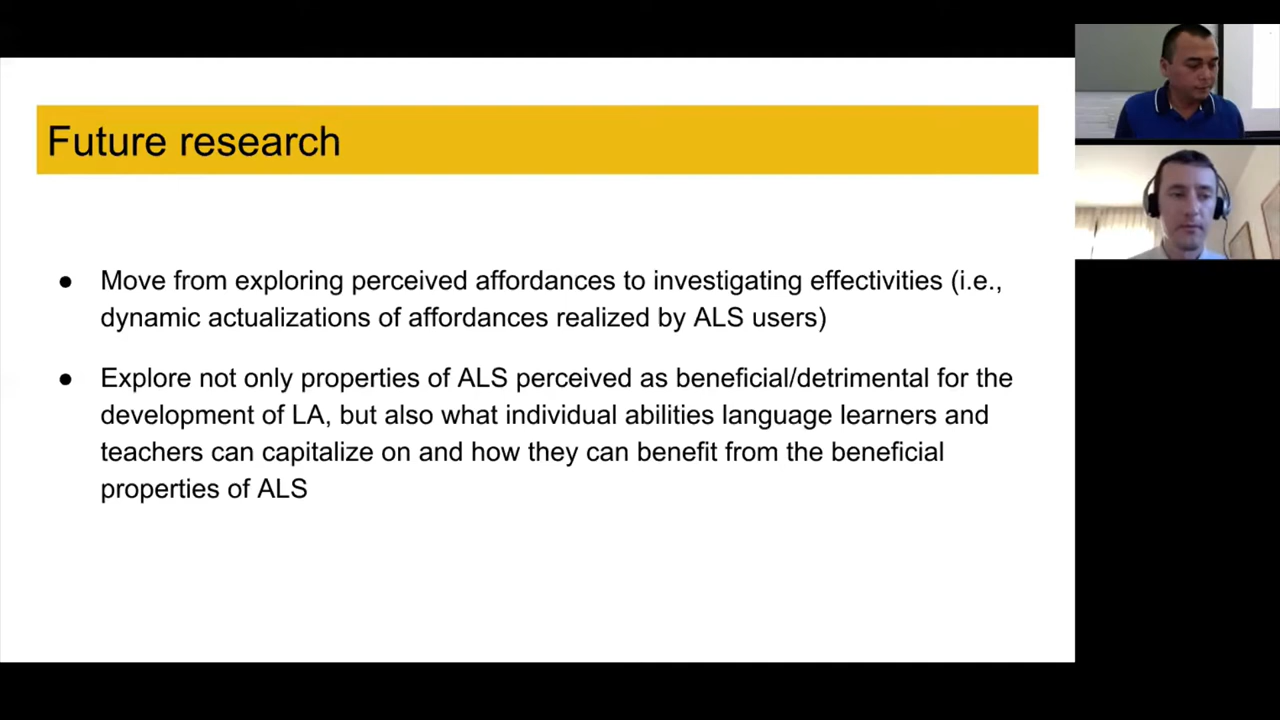 Future research
● Move from exploring perceived affordances to investigating effectivities (i.e.,
dynamic actualizations of affordances realized by ALS users)
● Explore not only properties of ALS perceived as beneficial/detrimental for the
development of LA, but also what individual abilities language learners and
teachers can capitalize on and how they can benefit from the beneficial
properties of ALS